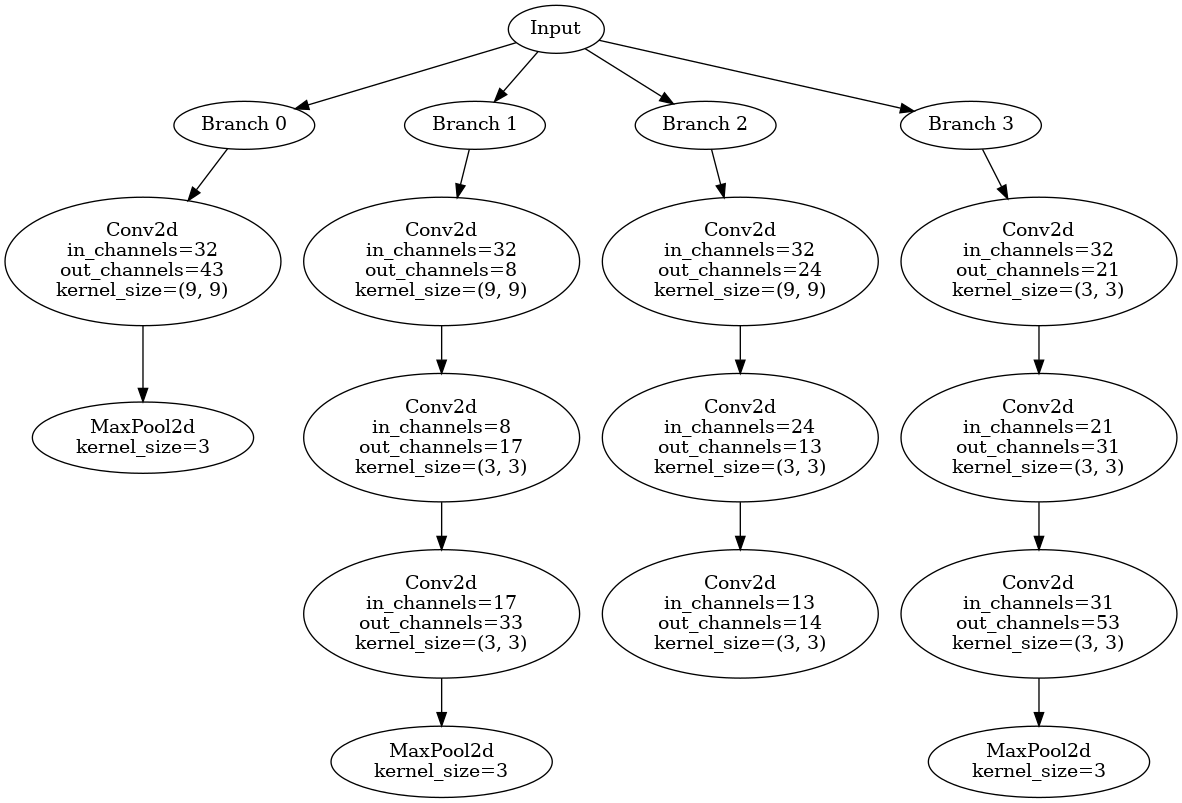 Input
Branch 0
Branch 1
Branch 2
Branch 3
Conv2d
in_channels=32
out_channels=43
kernel_size=(9, 9)
Conv2d
in_channels=32
out_channels=8
kernel_size=(9, 9)
Conv2d
in_channels=32
out_channels=24
kernel_size=(9, 9)
Conv2d
in_channels=32
out_channels=21
kernel_size=(3, 3)
MaxPool2d
kernel_size=3
Conv2d
in_channels=8
out_channels=17
kernel_size=(3, 3)
Conv2d
in_channels=24
out_channels=13
kernel_size=(3, 3)
Conv2d
in_channels=21
out_channels=31
kernel_size=(3, 3)
Conv2d
in_channels=17
out_channels=33
kernel_size=(3, 3)
Conv2d
in_channels=13
out_channels=14
kernel_size=(3, 3)
Conv2d
in_channels=31
out_channels=53
kernel_size=(3, 3)
MaxPool2d
kernel_size=3
MaxPool2d
kernel_size=3